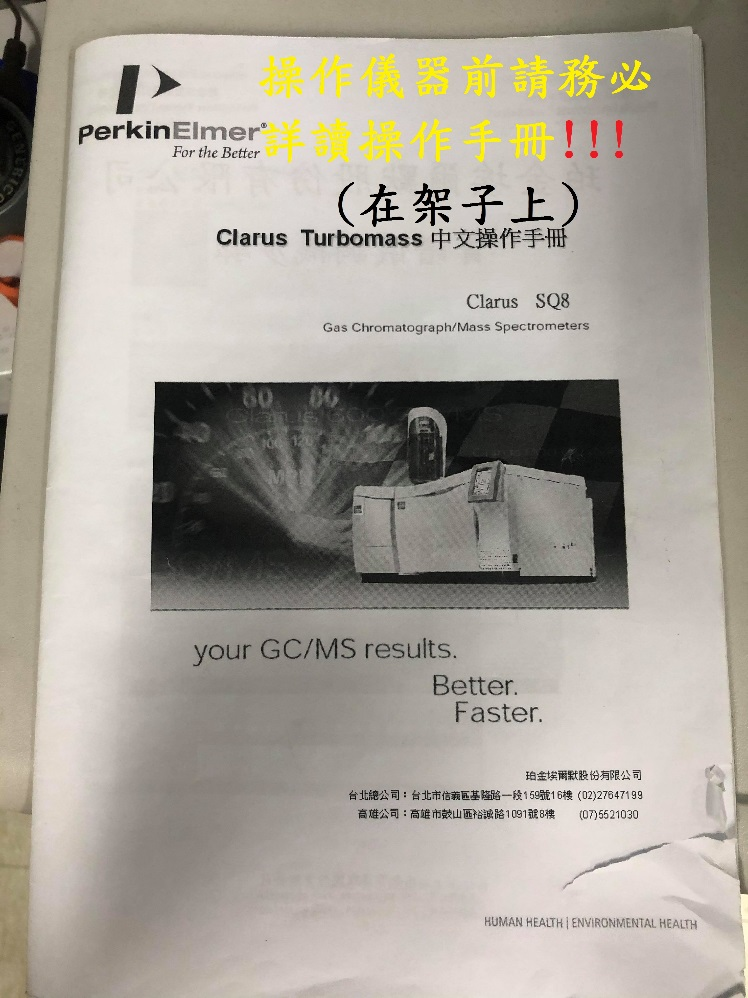 操作儀器前請務必
PerkinElmer®
For the Better
詳讀操作手冊!!!
(在架子上)
Clarus Turbomass 中文操作手冊
Clarus SQ8
Gas Chromatograph/Mass Spectrometers
60 80
your GC/MS results.
Better.
Faster.
珀金埃爾默股份有限公司
台北總公司：台北市信義區基隆路一段159號16樓 (02)27647199
高雄公司：高雄市鼓山區裕誠路1091號8樓 (07)5521030
HUMAN HEALTH | ENVIRONMENTAL HEALTH